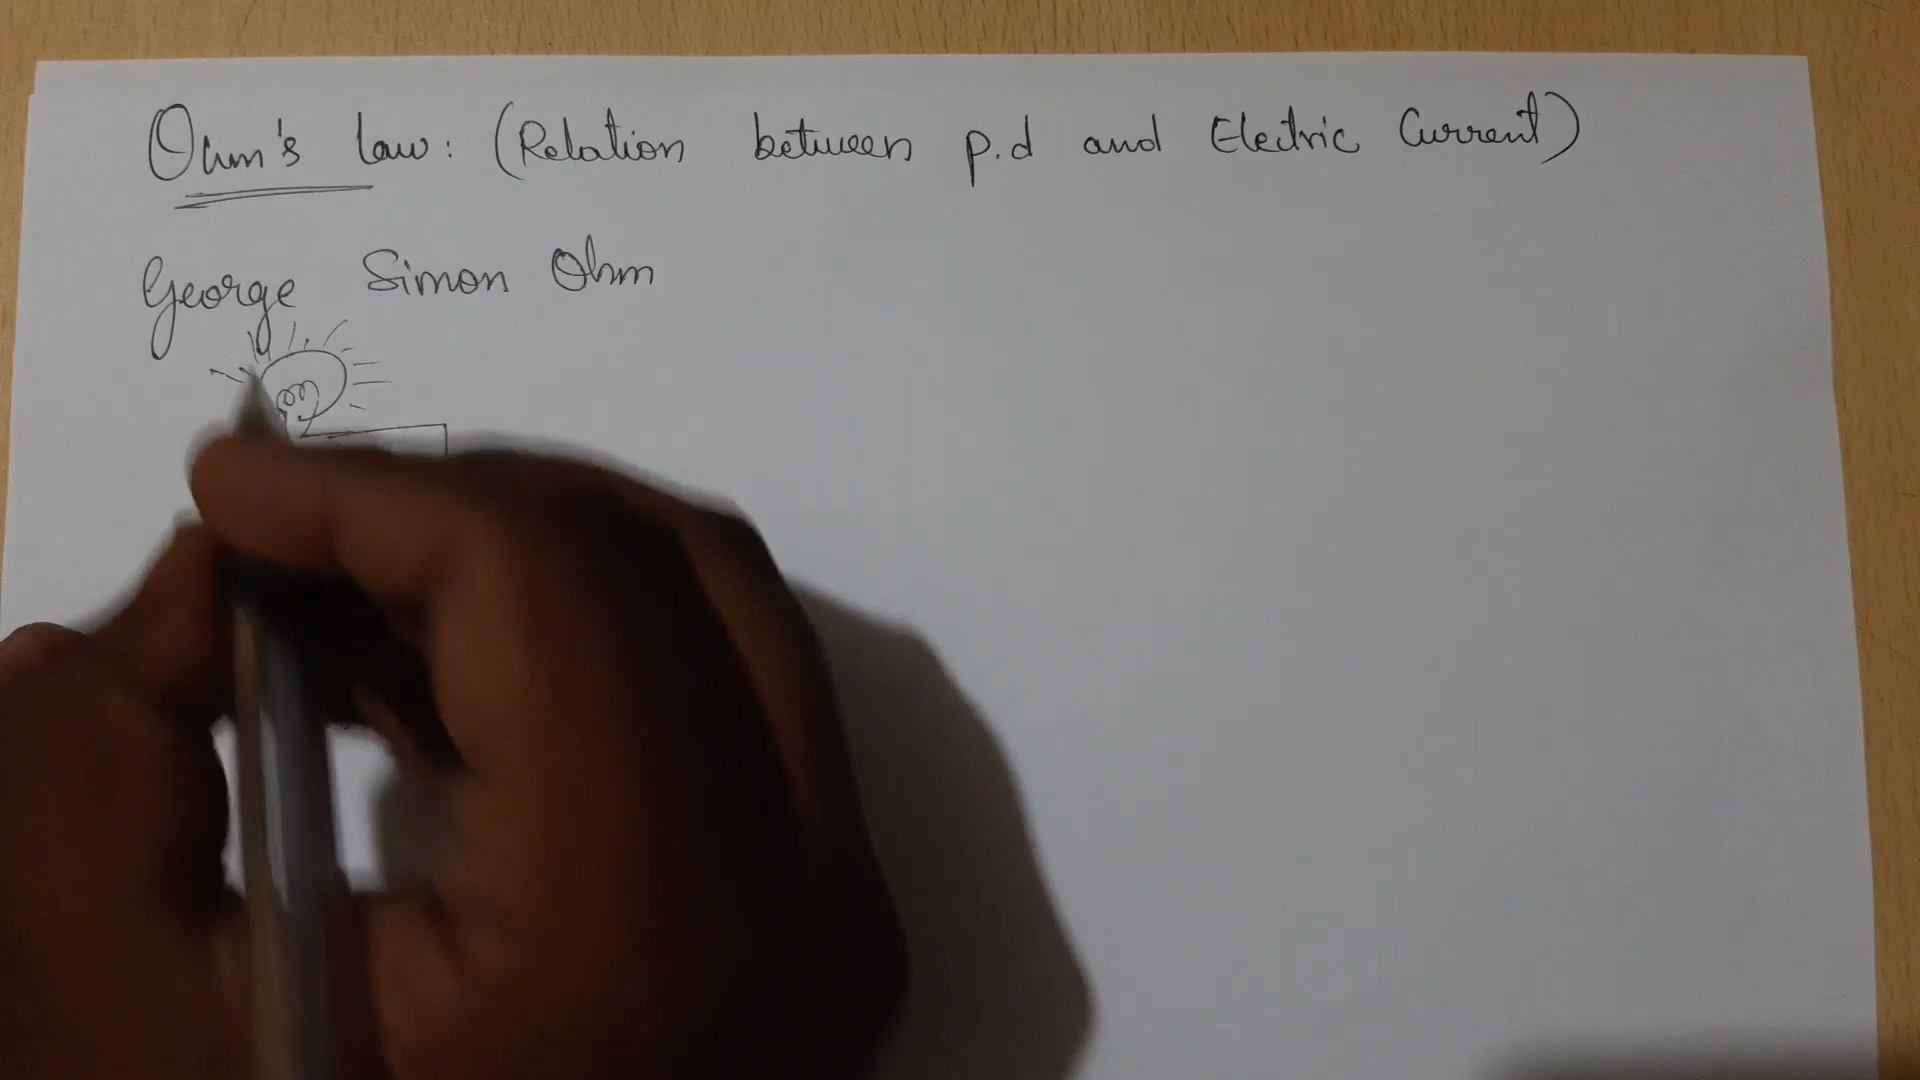 Ohm's Law: (Relation between p.d and Electric Current)
George Simon Ohm